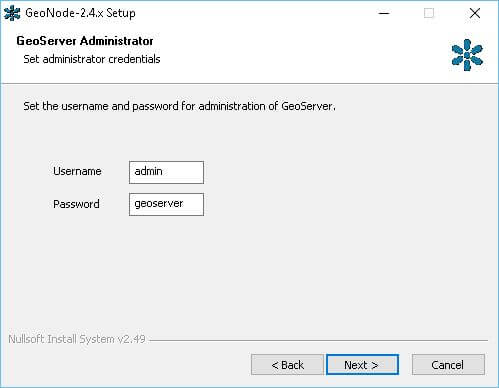 GeoNode-2.4.x Setup
GeoServer Administrator
Set administrator credentials
Set the username and password for administration of GeoServer.
Username admin
Password geoserver
Nullsoft Install System v2.49
< Back Next > Cancel